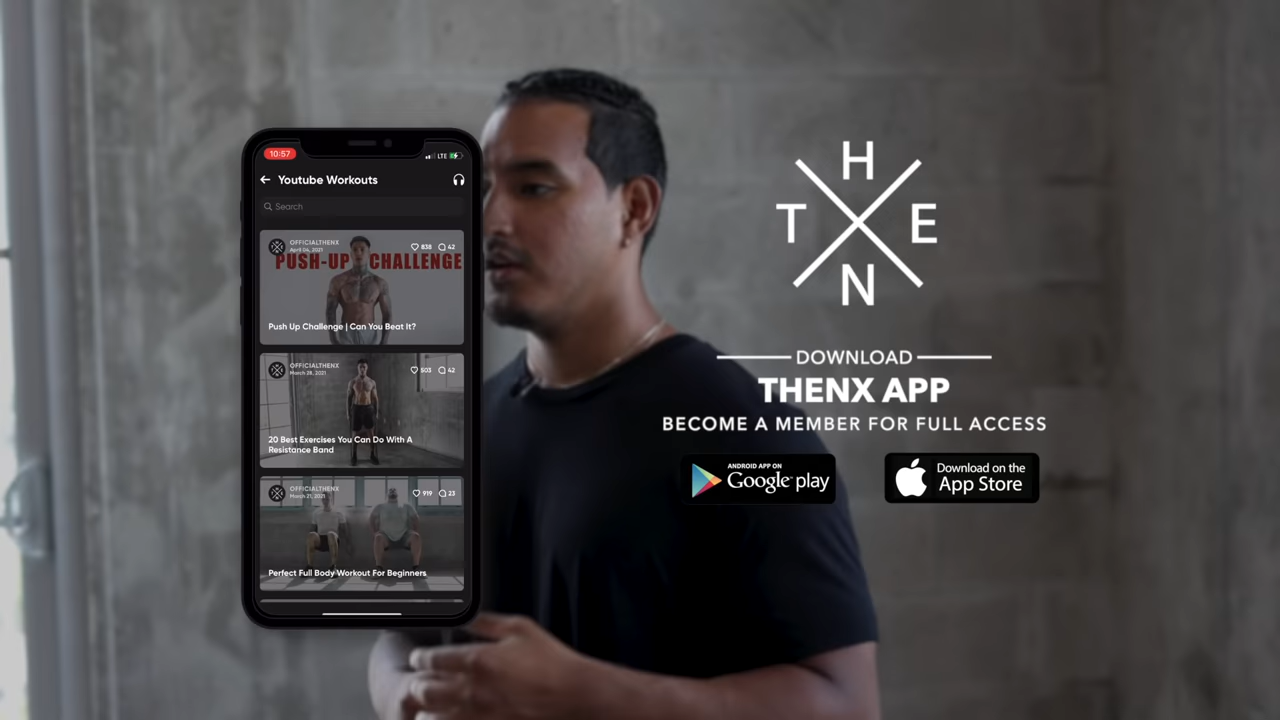 10:57
LTE
Youtube Workouts
Search
OFFICIALTHENX
April 04, 2021
838
42
PUSH-UP CHALLENGE
Push Up Challenge | Can You Beat It?
OFFICIALTHENX
March 28, 2021
503
42
20 Best Exercises You Can Do With A
Resistance Band
OFFICIALTHENX
March 21, 2021
919
23
Perfect Full Body Workout For Beginners
H
T E
N
DOWNLOAD
THENX APP
BECOME A MEMBER FOR FULL ACCESS
ANDROID APP ON
Google play
Download on the
App Store